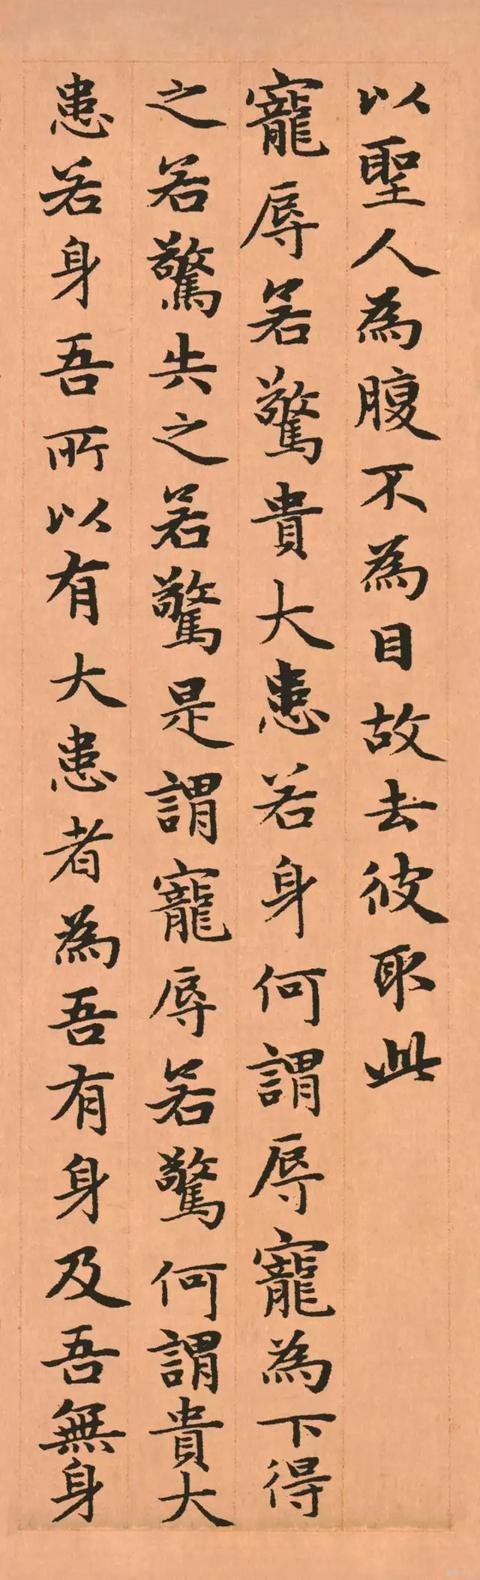 以聖人為腹不為目故去彼取此
寵辱若驚貴大患若身何謂辱寵為下得
之若驚失之若驚是謂寵辱若驚何謂貴大
患若身吾所以有大患者為吾有身及吾無身